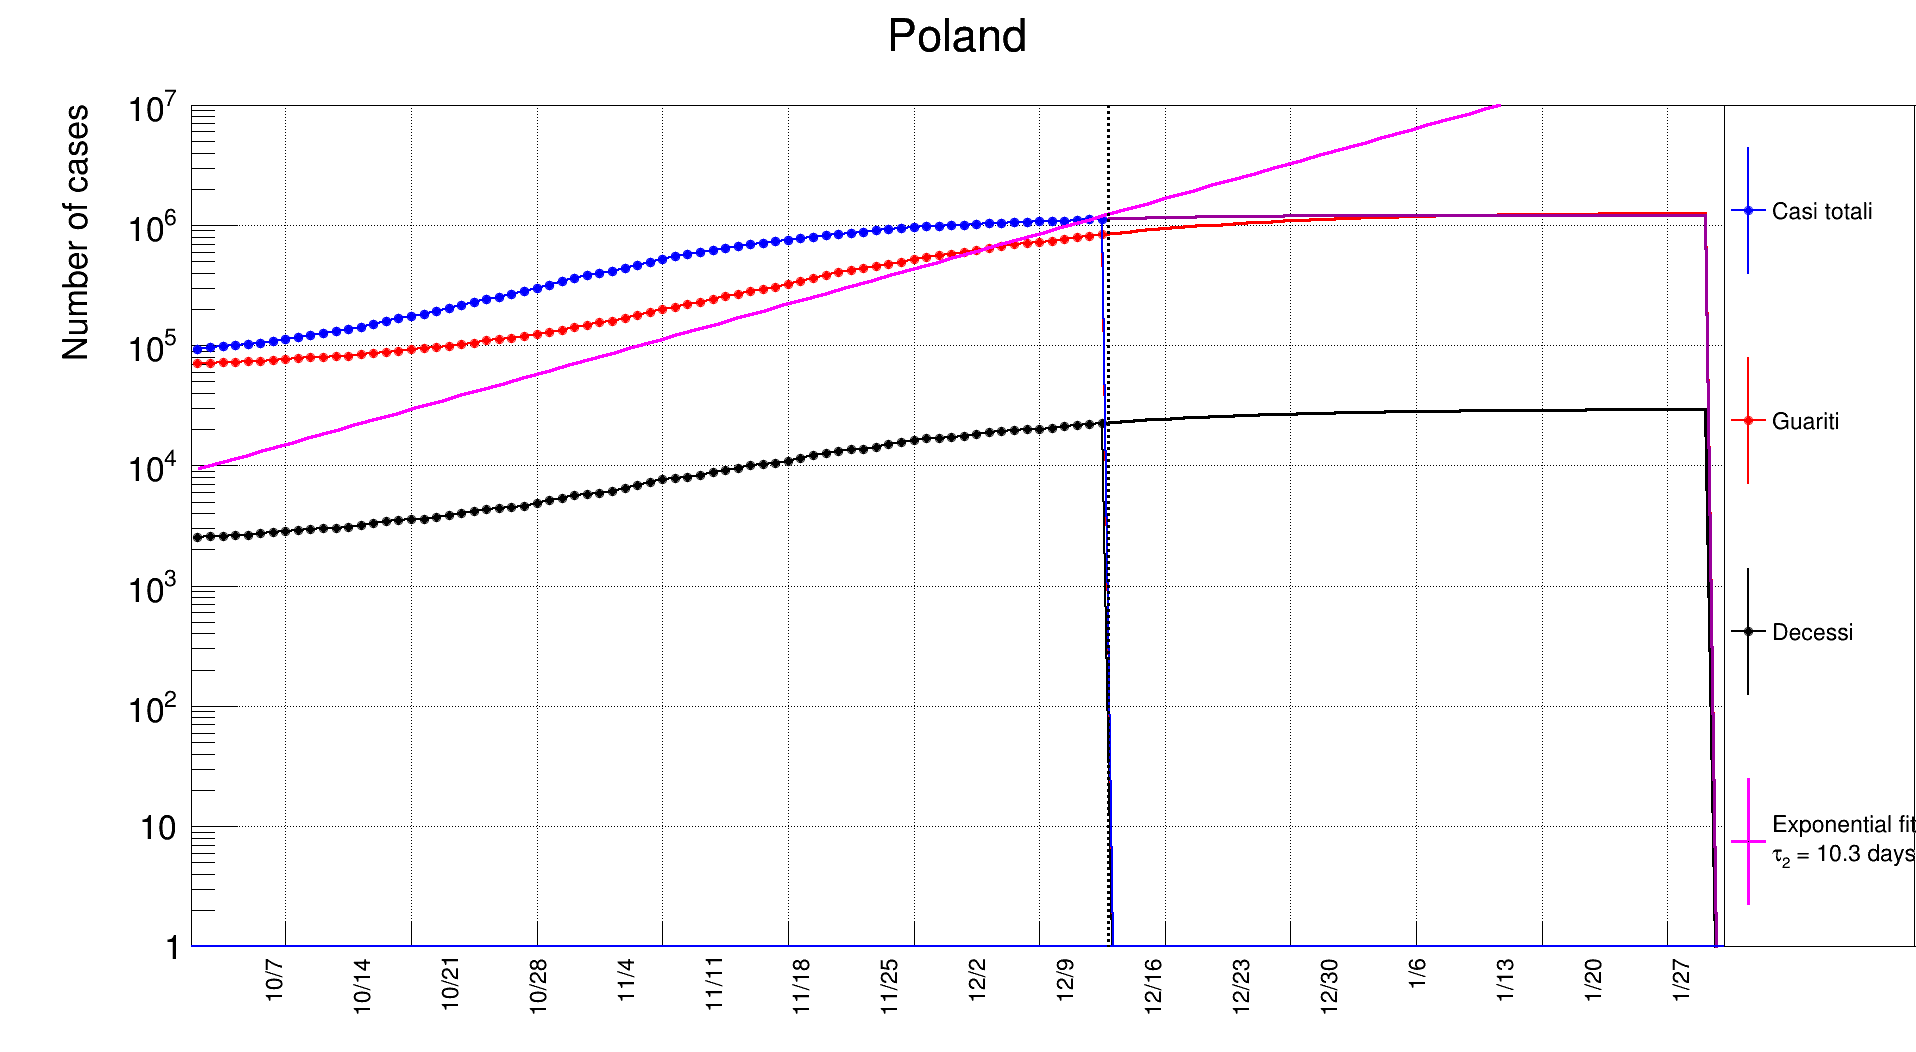 Poland
Number of cases
10^7
10^6
10^5
10^4
10^3
10^2
10
1
10/7 10/14 10/21 10/28 11/4 11/11 11/18 11/25 12/2 12/9 12/16 12/23 12/30 1/6 1/13 1/20 1/27
Casi totali
Guariti
Decessi
Exponential fit
τ₂ = 10.3 days